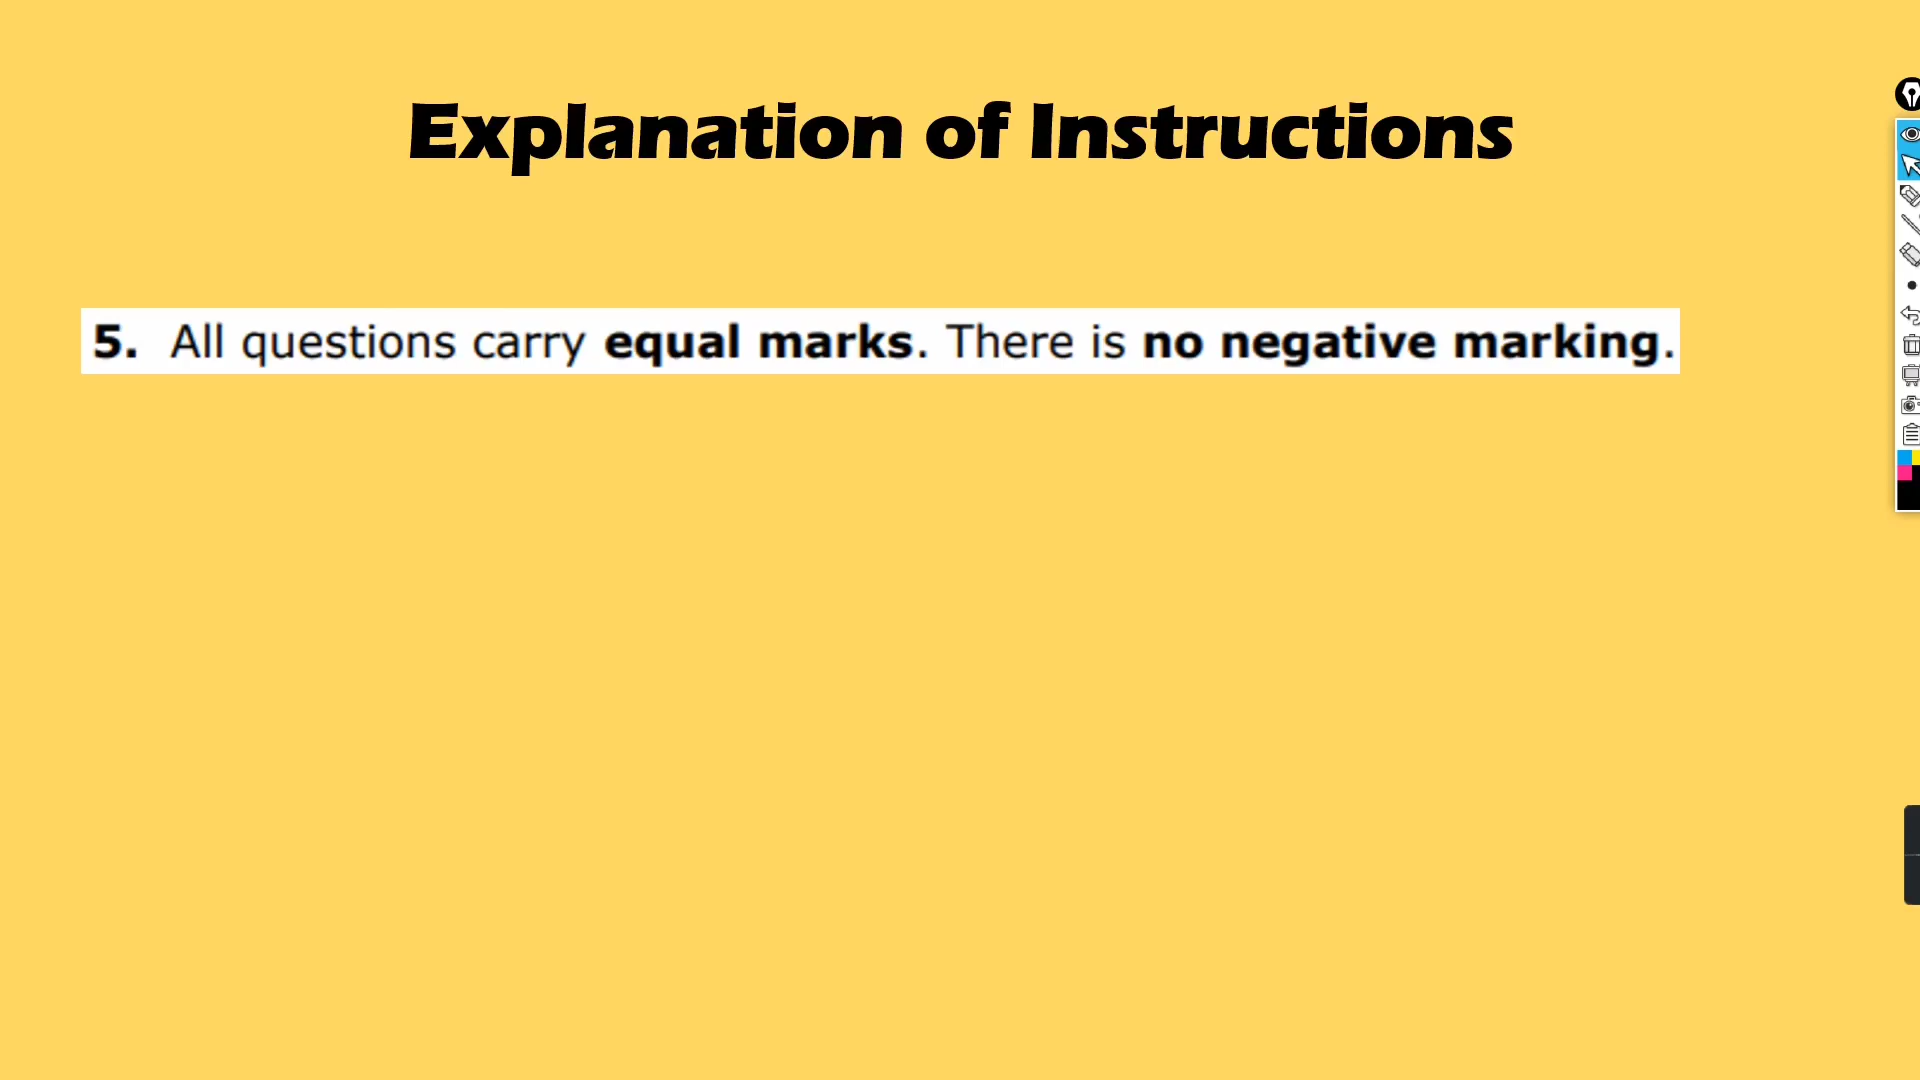 Explanation of Instructions
5. All questions carry equal marks. There is no negative marking.